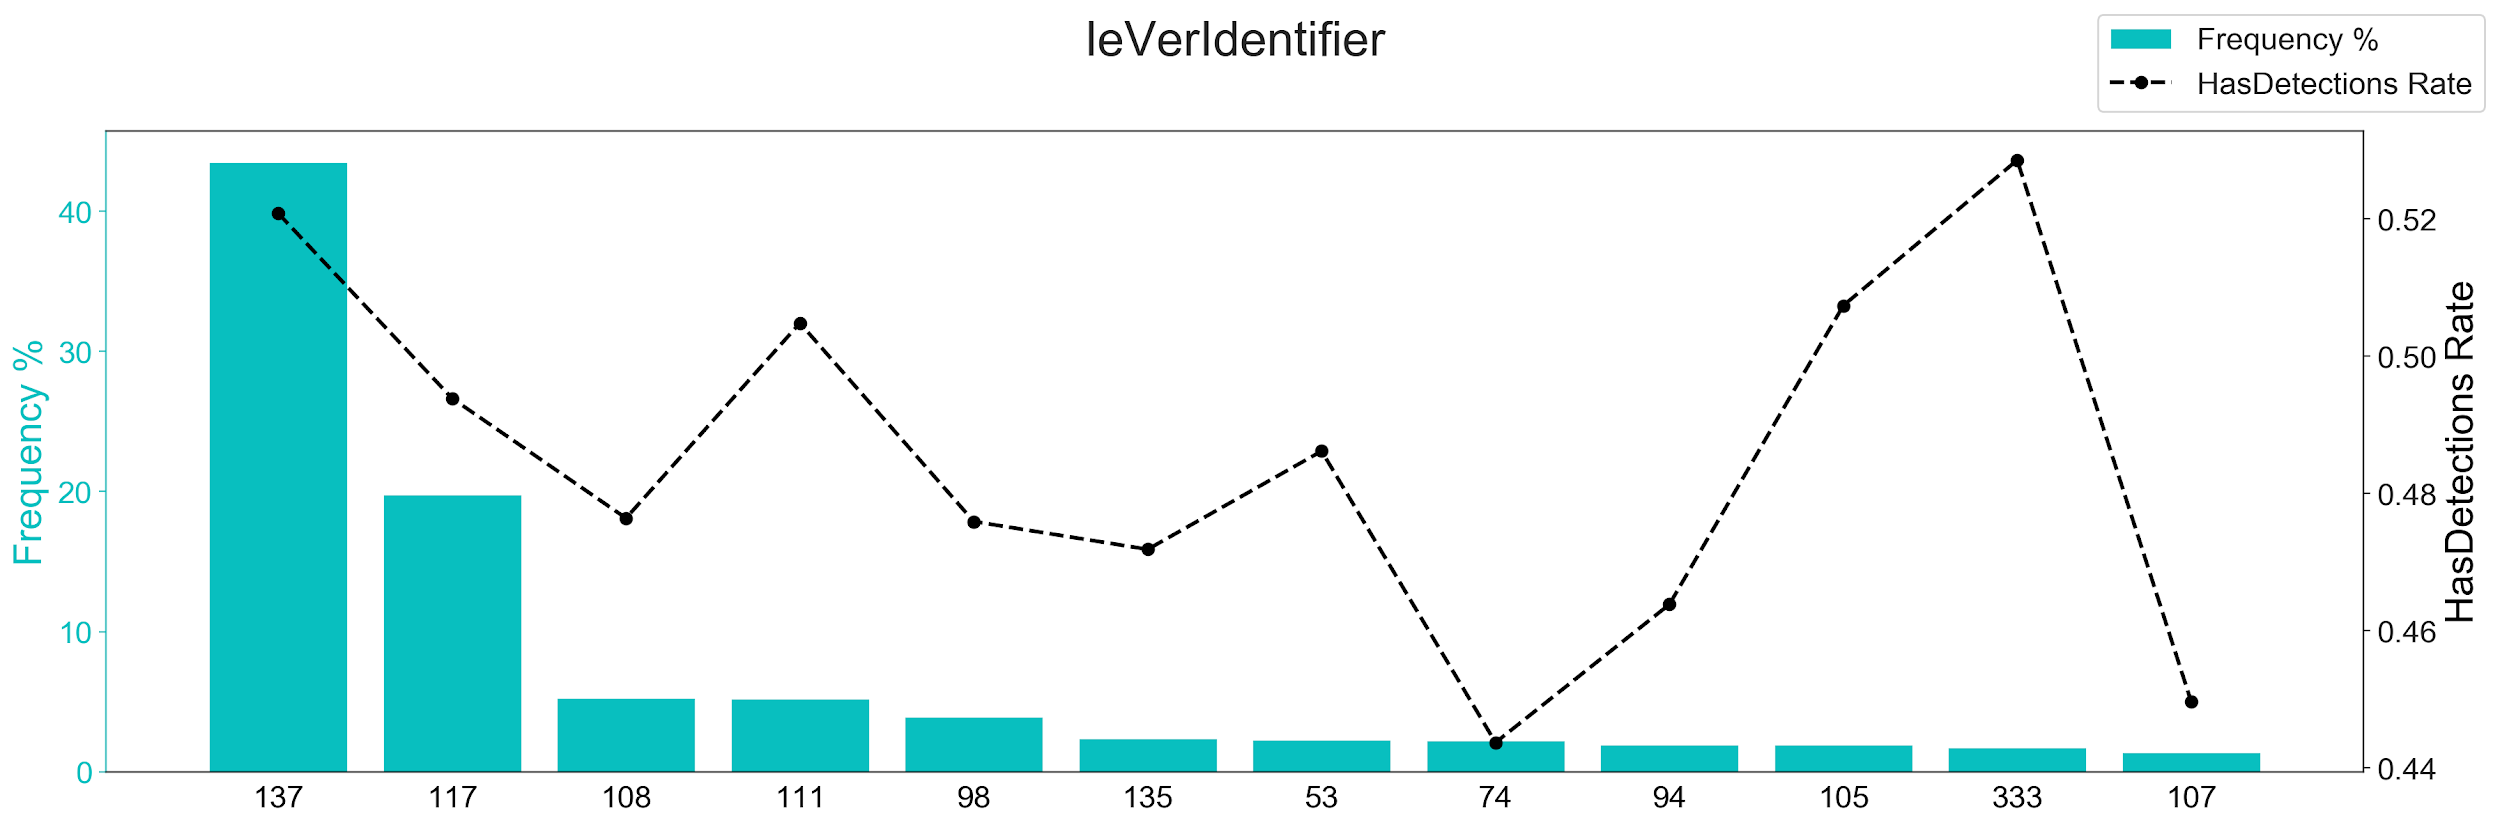 IeVerIdentifier
Frequency %
HasDetections Rate
Frequency %
40
30
20
10
0
0.52
0.50
0.48
0.46
0.44
HasDetections Rate
137 117 108 111 98 135 53 74 94 105 333 107